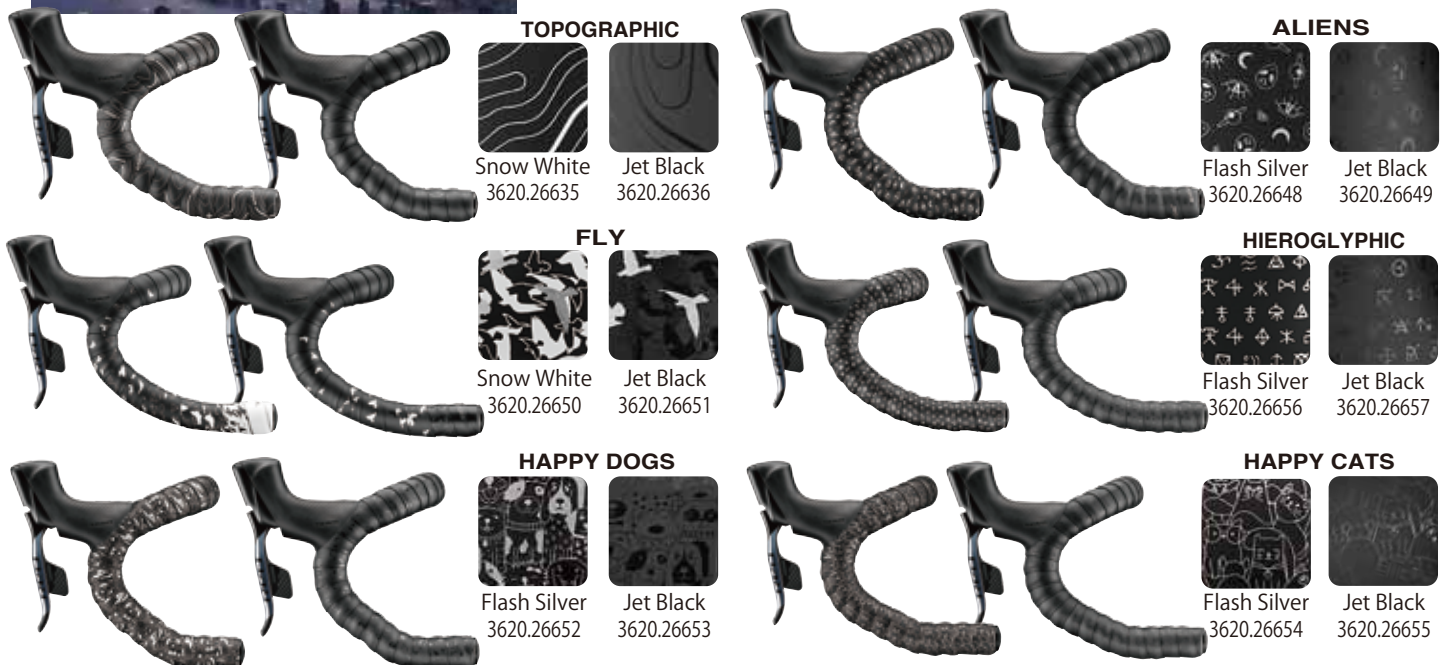 TOPOGRAPHIC
Snow White Jet Black
3620.26635 3620.26636
ALIENS
Flash Silver Jet Black
3620.26648 3620.26649
FLY
Snow White Jet Black
3620.26650 3620.26651
HIEROGLYPHIC
Flash Silver Jet Black
3620.26656 3620.26657
HAPPY DOGS
Flash Silver Jet Black
3620.26652 3620.26653
HAPPY CATS
Flash Silver Jet Black
3620.26654 3620.26655